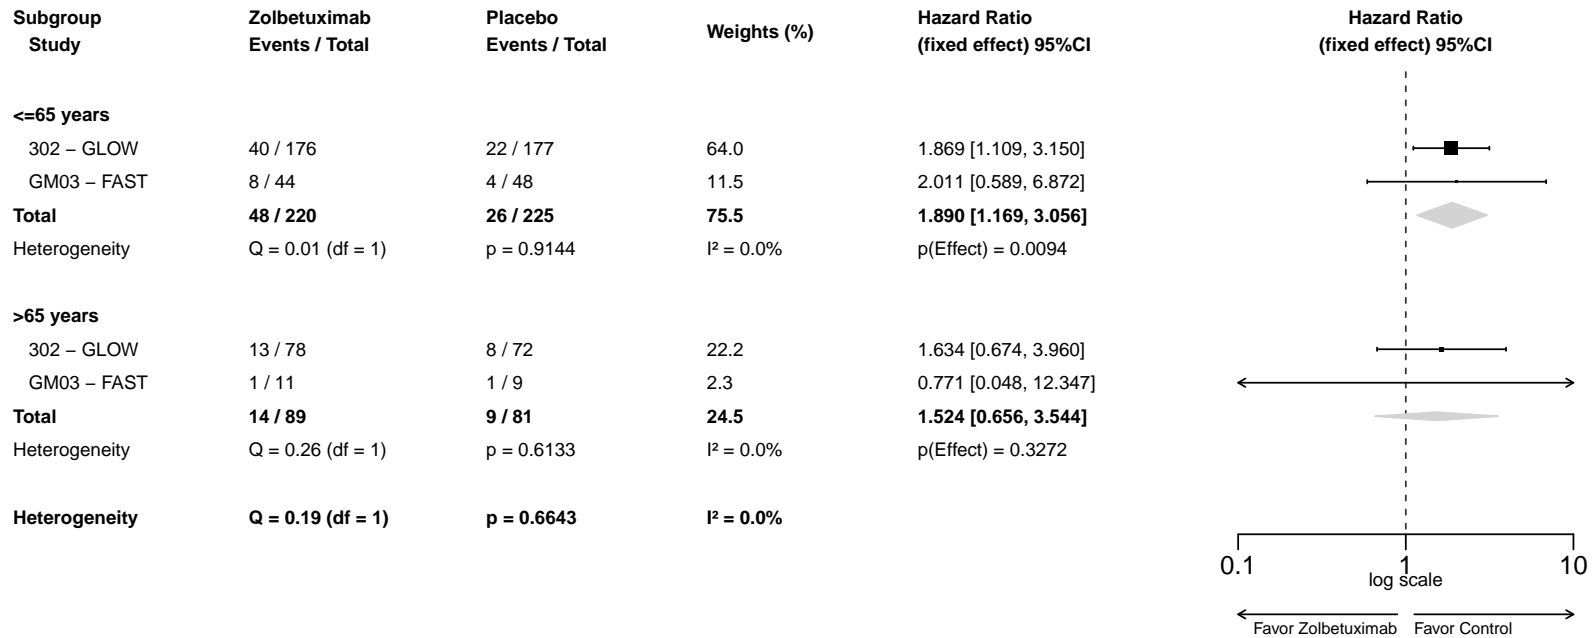 Subgroup Zolbetuximab Placebo Weights (%) Hazard Ratio Hazard Ratio
Study Events / Total Events / Total (fixed effect) 95%CI (fixed effect) 95%CI
<=65 years
302 – GLOW 40 / 176 22 / 177 64.0 1.869 [1.109, 3.150]
GM03 – FAST 8 / 44 4 / 48 11.5 2.011 [0.589, 6.872]
Total 48 / 220 26 / 225 75.5 1.890 [1.169, 3.056]
Heterogeneity Q = 0.01 (df = 1) p = 0.9144 I² = 0.0% p(Effect) = 0.0094
>65 years
302 – GLOW 13 / 78 8 / 72 22.2 1.634 [0.674, 3.960]
GM03 – FAST 1 / 11 1 / 9 2.3 0.771 [0.048, 12.347]
Total 14 / 89 9 / 81 24.5 1.524 [0.656, 3.544]
Heterogeneity Q = 0.26 (df = 1) p = 0.6133 I² = 0.0% p(Effect) = 0.3272
Heterogeneity Q = 0.19 (df = 1) p = 0.6643 I² = 0.0%
0.1 1 10
log scale
Favor Zolbetuximab Favor Control